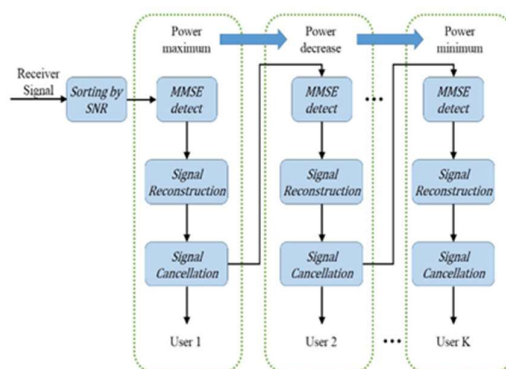 Power
maximum
Power
decrease
Power
minimum
Receiver
Signal
Sorting by
SNR
MMSE
detect
MMSE
detect
•••
MMSE
detect
Signal
Reconstruction
Signal
Reconstruction
Signal
Reconstruction
Signal
Cancellation
Signal
Cancellation
Signal
Cancellation
User 1
User 2
•••
User K